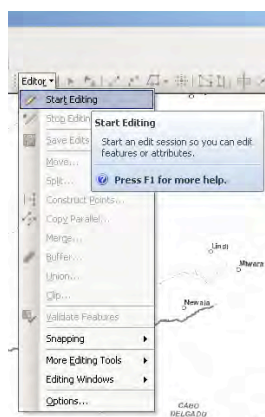 Editor
Start Editing
Stop Editing
Start Editing
Start an edit session so you can edit
features or attributes.
Press F1 for more help.
Save Edits
Move...
Split...
Construct Points...
Copy Parallel...
Merge...
Buffer...
Union...
Clip...
Validate Features
Snapping
More Editing Tools
Editing Windows
Options...
Lindi
Mtwara
Newala
CABO
DELGADO